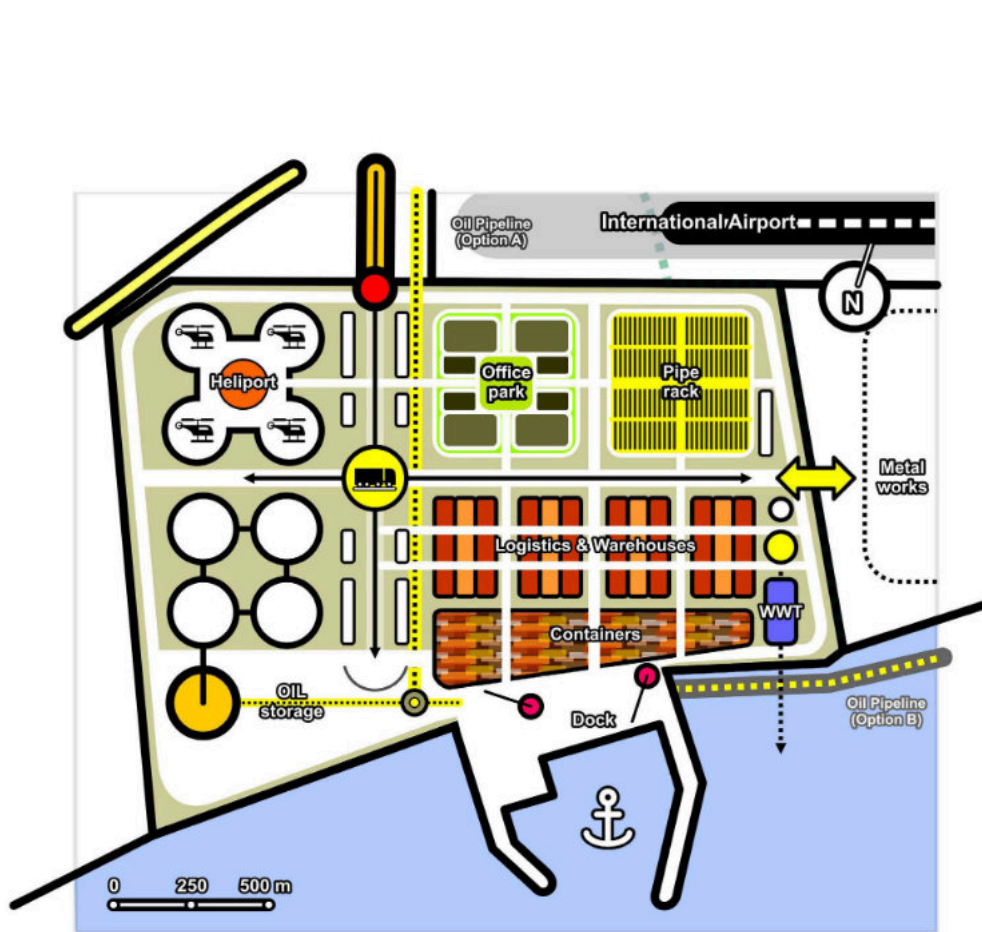 Oil Pipeline
(Option A)
International Airport
N
Heliport
Office
park
Pipe
rack
Metal
works
Logistics & Warehouses
WWT
Containers
OIL
storage
Dock
Oil Pipeline
(Option B)
0 250 500 m